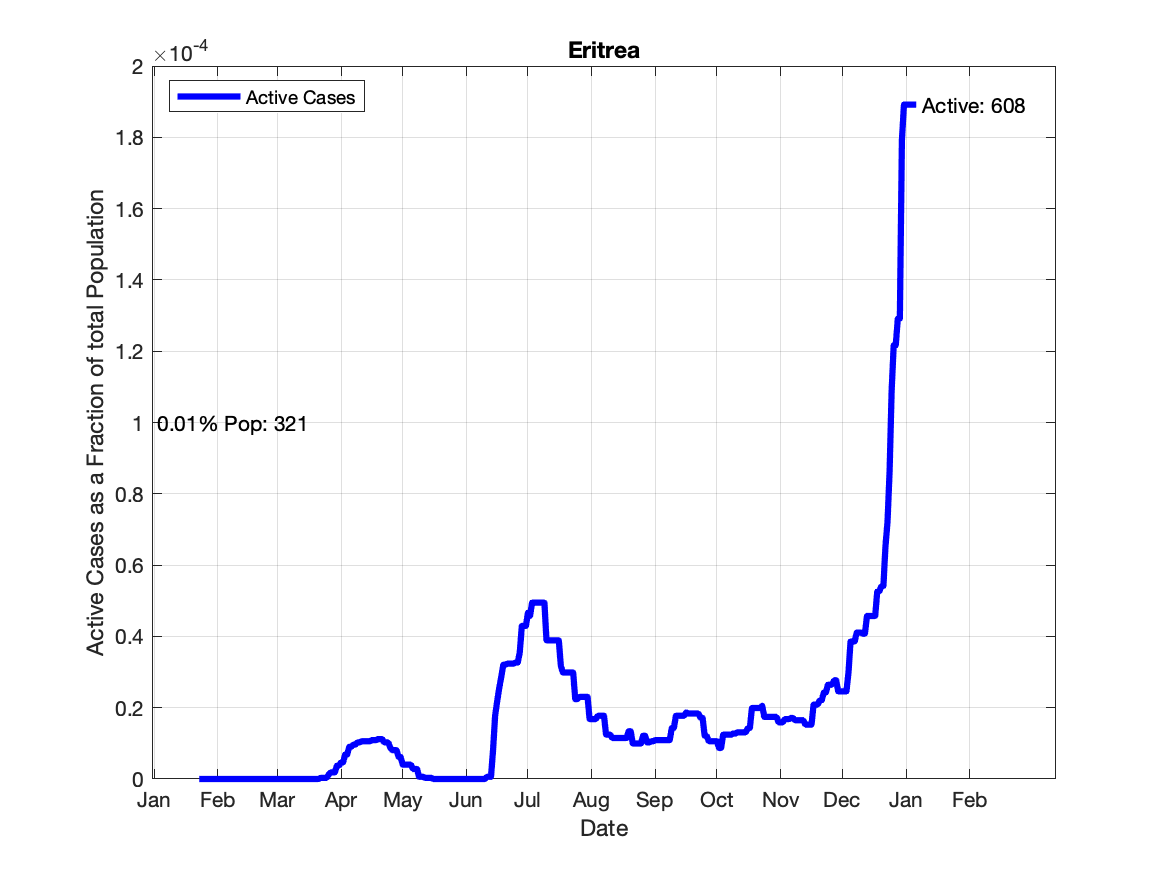 Eritrea
×10-4
Active Cases
2
1.8
1.6
1.4
1.2
1
0.8
0.6
0.4
0.2
0
Active: 608
0.01% Pop: 321
Active Cases as a Fraction of total Population
Jan Feb Mar Apr May Jun Jul Aug Sep Oct Nov Dec Jan Feb
Date